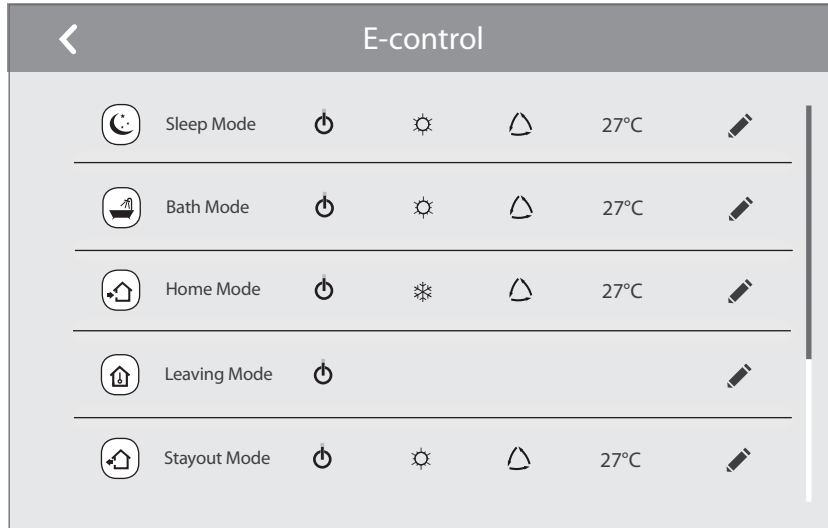 E-control
Sleep Mode 27°C
Bath Mode 27°C
Home Mode 27°C
Leaving Mode
Stayout Mode 27°C